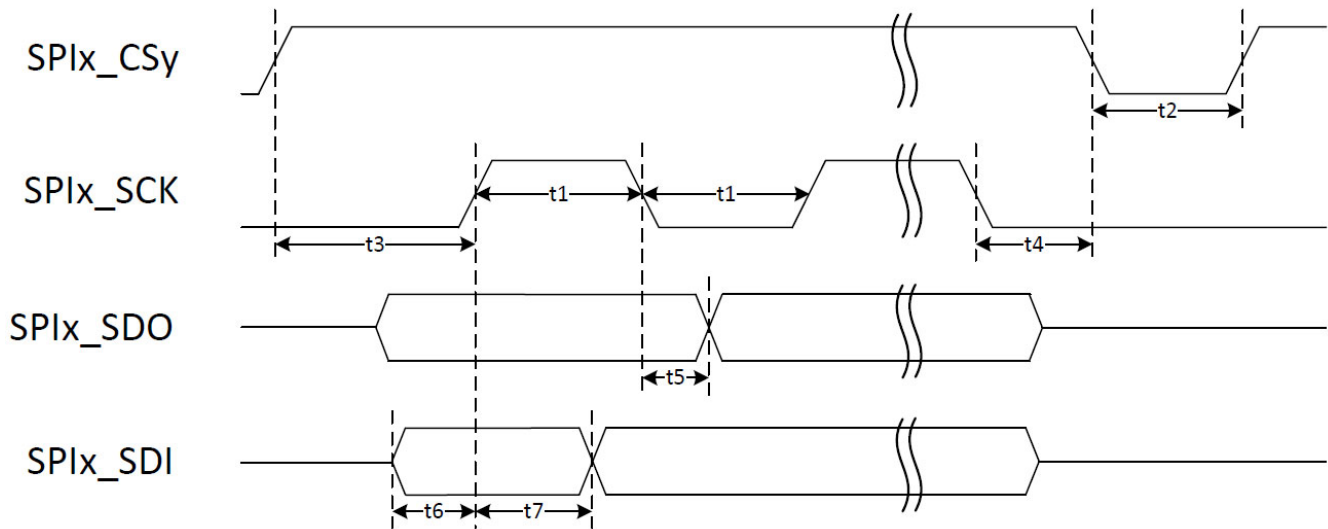 SPIx_CSy
t2
SPIx_SCK
t1 t1
t3 t4
SPIx_SDO
t5
SPIx_SDI
t6 t7